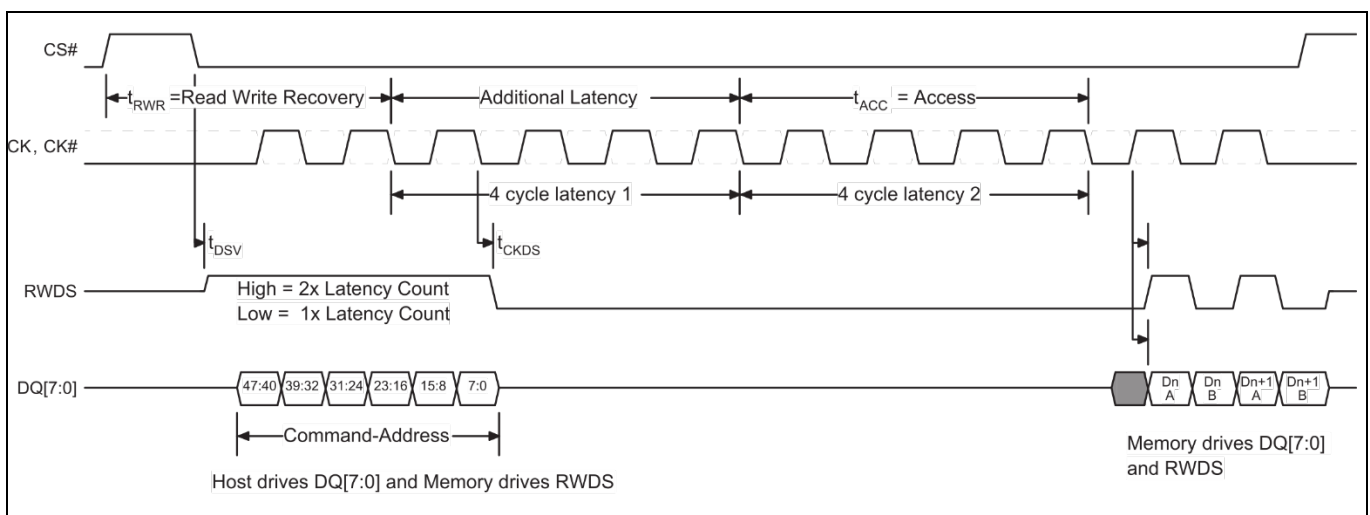 CS#
tRWR =Read Write Recovery
Additional Latency
tACC = Access
CK, CK#
4 cycle latency 1
4 cycle latency 2
tDSV
tCKDS
RWDS
High = 2x Latency Count
Low = 1x Latency Count
DQ[7:0]
47:40 39:32 31:24 23:16 15:8 7:0
Dn A
Dn B
Dn+1 A
Dn+1 B
Command-Address
Memory drives DQ[7:0]
and RWDS
Host drives DQ[7:0] and Memory drives RWDS